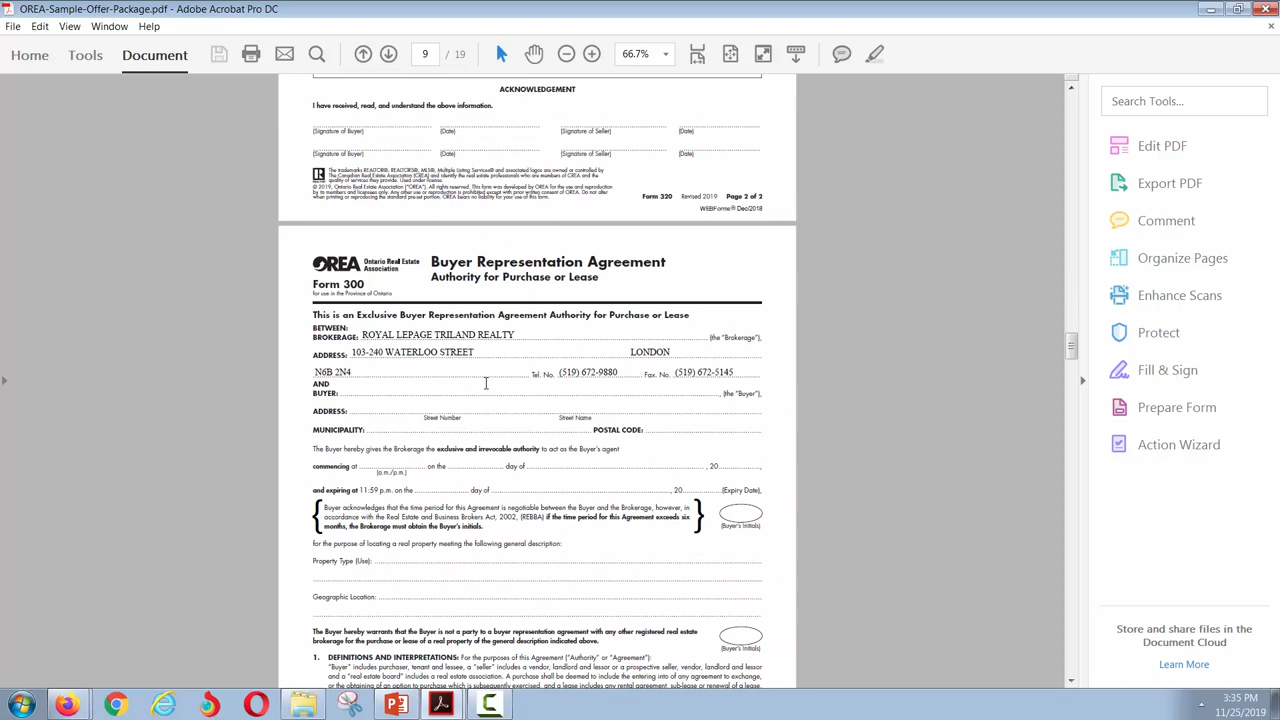 OREA-Sample-Offer-Package.pdf - Adobe Acrobat Pro DC
File Edit View Window Help
Home Tools Document 9 / 19 66.7%
ACKNOWLEDGEMENT
I have received, read, and understand the above information.
(Signature of Buyer) (Date) (Signature of Seller) (Date)
(Signature of Buyer) (Date) (Signature of Seller) (Date)
The trademarks REALTOR®, REALTORS®, MLS®, Multiple Listing Services® and associated logos are owned or controlled by
The Canadian Real Estate Association (CREA) and identify the real estate professionals who are members of CREA and the
quality of services they provide. Used under license.
© 2019, Ontario Real Estate Association ("OREA"). All rights reserved. This form was developed by OREA for the use and reproduction
by its members and licensees only. Any other use or reproduction is prohibited except with prior written consent of OREA. Do not alter
when printing or reproducing the standard pre-set portion. OREA bears no liability for your use of this form.
Form 320 Revised 2019 Page 2 of 2
WEBForms® Dec/2018
OREA Ontario Real Estate Association
Buyer Representation Agreement
Authority for Purchase or Lease
Form 300
for use in the Province of Ontario
This is an Exclusive Buyer Representation Agreement Authority for Purchase or Lease
BETWEEN:
BROKERAGE: ROYAL LEPAGE TRILAND REALTY (the "Brokerage"),
ADDRESS: 103-240 WATERLOO STREET LONDON
N6B 2N4 Tel. No. (519) 672-9880 Fax. No. (519) 672-5145
AND
BUYER: , (the "Buyer"),
ADDRESS:
Street Number Street Name
MUNICIPALITY: POSTAL CODE:
The Buyer hereby gives the Brokerage exclusive and irrevocable authority to act as the Buyer's agent
commencing at on the day of , 20 ,
(a.m./p.m.)
and expiring at 11:59 p.m. on the day of , 20 (Expiry Date),
Buyer acknowledges that the time period for this Agreement is negotiable between the Buyer and the Brokerage, however, in
accordance with the Real Estate and Business Brokers Act, 2002, (REBBA) if the time period for this Agreement exceeds six
months, the Brokerage must obtain the Buyer's initials.
(Buyer's Initials)
for the purpose of locating a real property meeting the following general description:
Property Type (Use):
Geographic Location:
The Buyer hereby warrants that the Buyer is not a party to a buyer representation agreement with any other registered real estate
brokerage for the purchase or lease of a real property of the general description indicated above.
(Buyer's Initials)
1. DEFINITIONS AND INTERPRETATIONS: For the purposes of this Agreement ("Authority" or "Agreement"):
"Buyer" includes purchaser, tenant and lessee, a "seller" includes a vendor, landlord and lessor or a prospective seller, vendor, landlord and lessor
and a "real estate board" includes a real estate association. A purchase shall be deemed to include the entering into of any agreement to exchange,
or the obtaining of an option to purchase which is subsequently exercised, and a lease includes any rental agreement, sub-lease or renewal of a lease.
Search Tools...
Edit PDF
Export PDF
Comment
Organize Pages
Enhance Scans
Protect
Fill & Sign
Prepare Form
Action Wizard
Store and share files in the
Document Cloud
Learn More
3:35 PM
11/25/2019